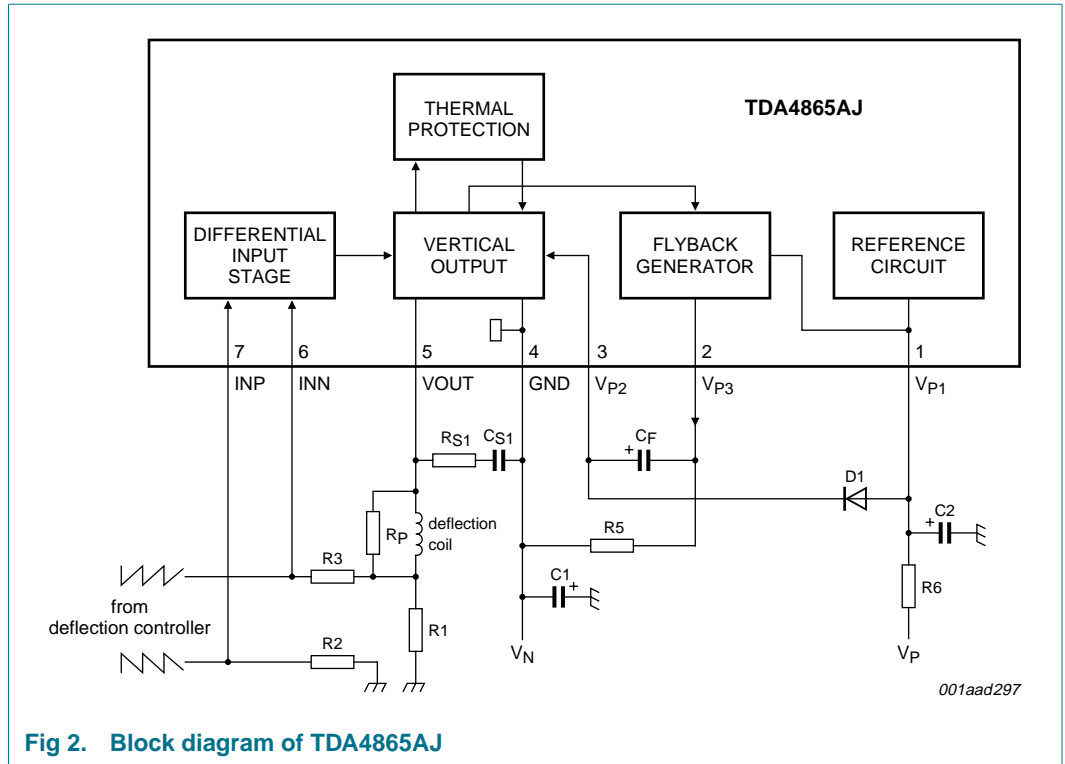 TDA4865AJ
THERMAL
PROTECTION
DIFFERENTIAL
INPUT
STAGE
VERTICAL
OUTPUT
FLYBACK
GENERATOR
REFERENCE
CIRCUIT
7 6 5 4 3 2 1
INP INN VOUT GND VP2 VP3 VP1
RS1 CS1 + CF
D1
RP deflection
coil
R5
+ C2
R3
C1 +
R6
from
deflection controller
R1
R2
VN VP
001aad297
Fig 2. Block diagram of TDA4865AJ